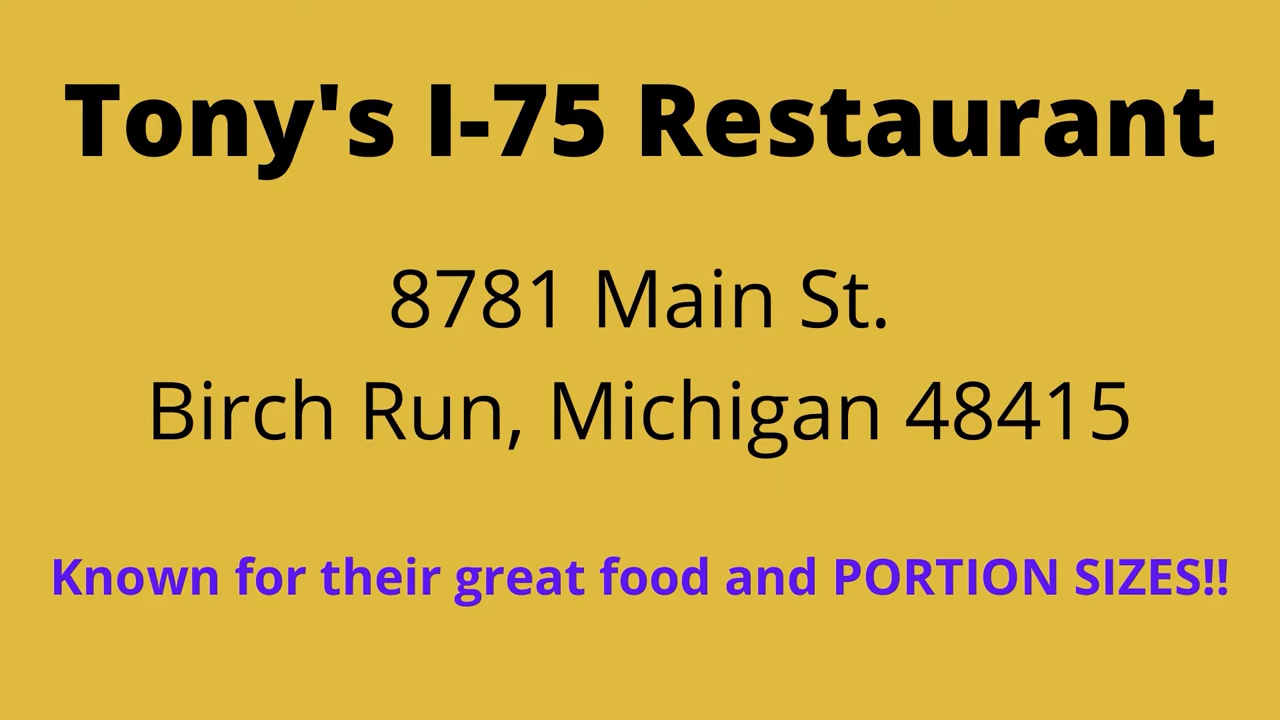 Tony's I-75 Restaurant
8781 Main St.
Birch Run, Michigan 48415
Known for their great food and PORTION SIZES!!